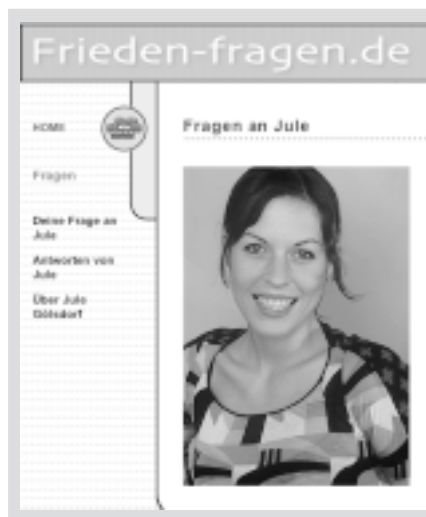 Frieden-fragen.de
HOME
Fragen an Jule
Fragen
Deine Frage an
Jule
Antworten von
Jule
Über Jule
Gölsdorf